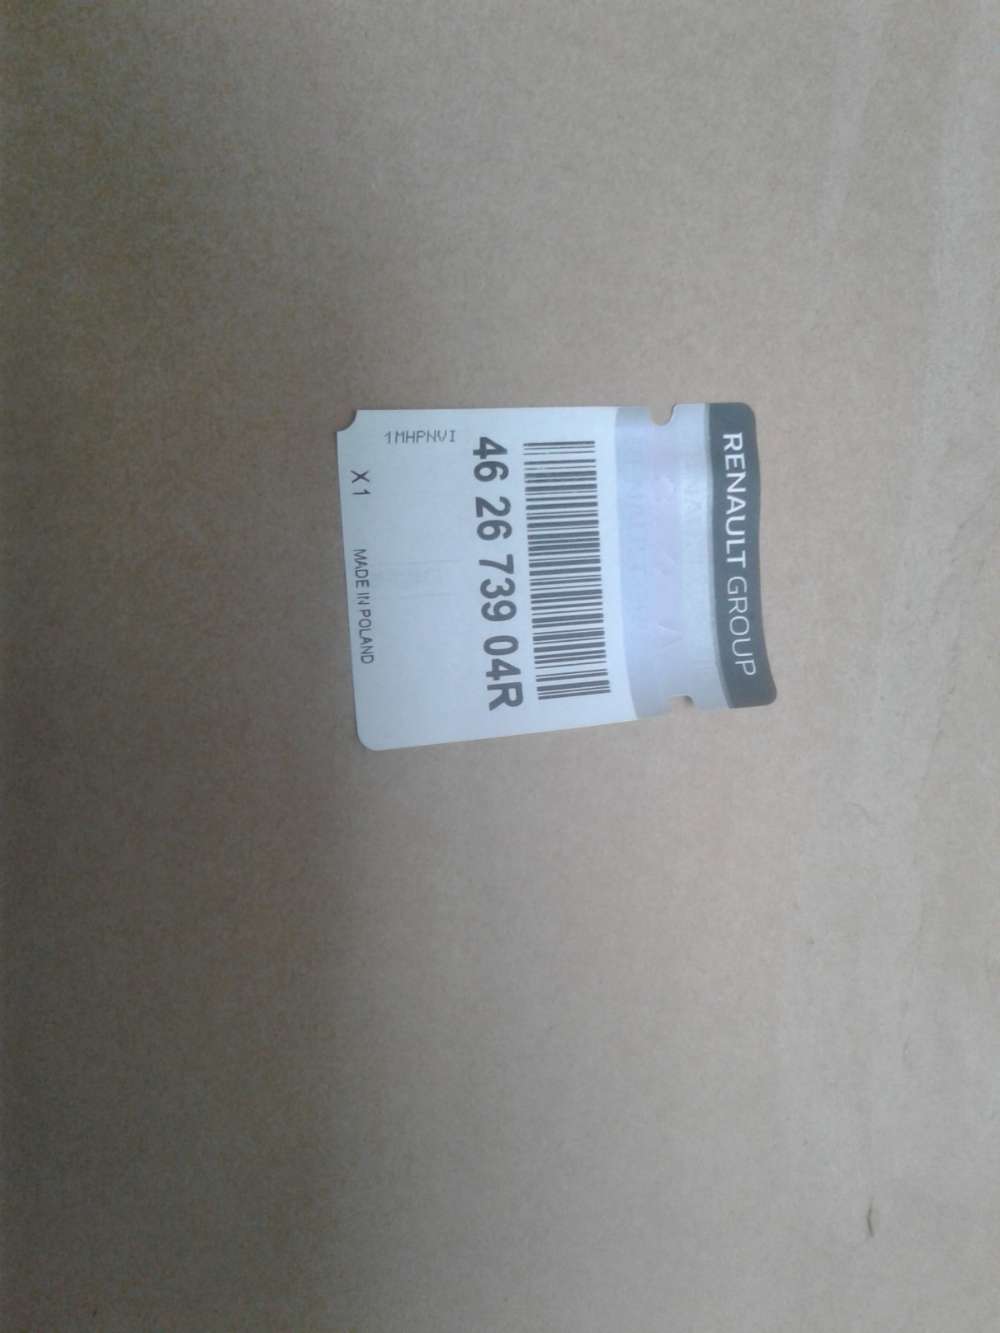 RENAULT GROUP
46 26 739 04R
1MHPNVI
X1 MADE IN POLAND